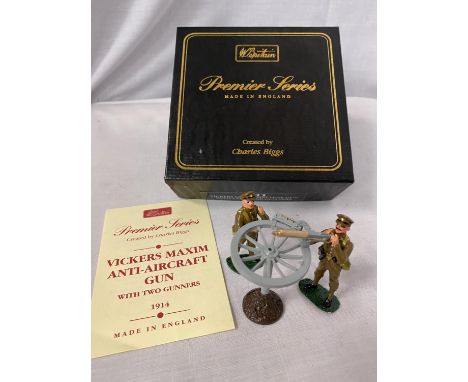 W.Britain
Premier Series
MADE IN ENGLAND
Created by
Charles Biggs
Premier Series
Created by Charles Biggs
VICKERS MAXIM
ANTI-AIRCRAFT
GUN
WITH TWO GUNNERS
1914
MADE IN ENGLAND